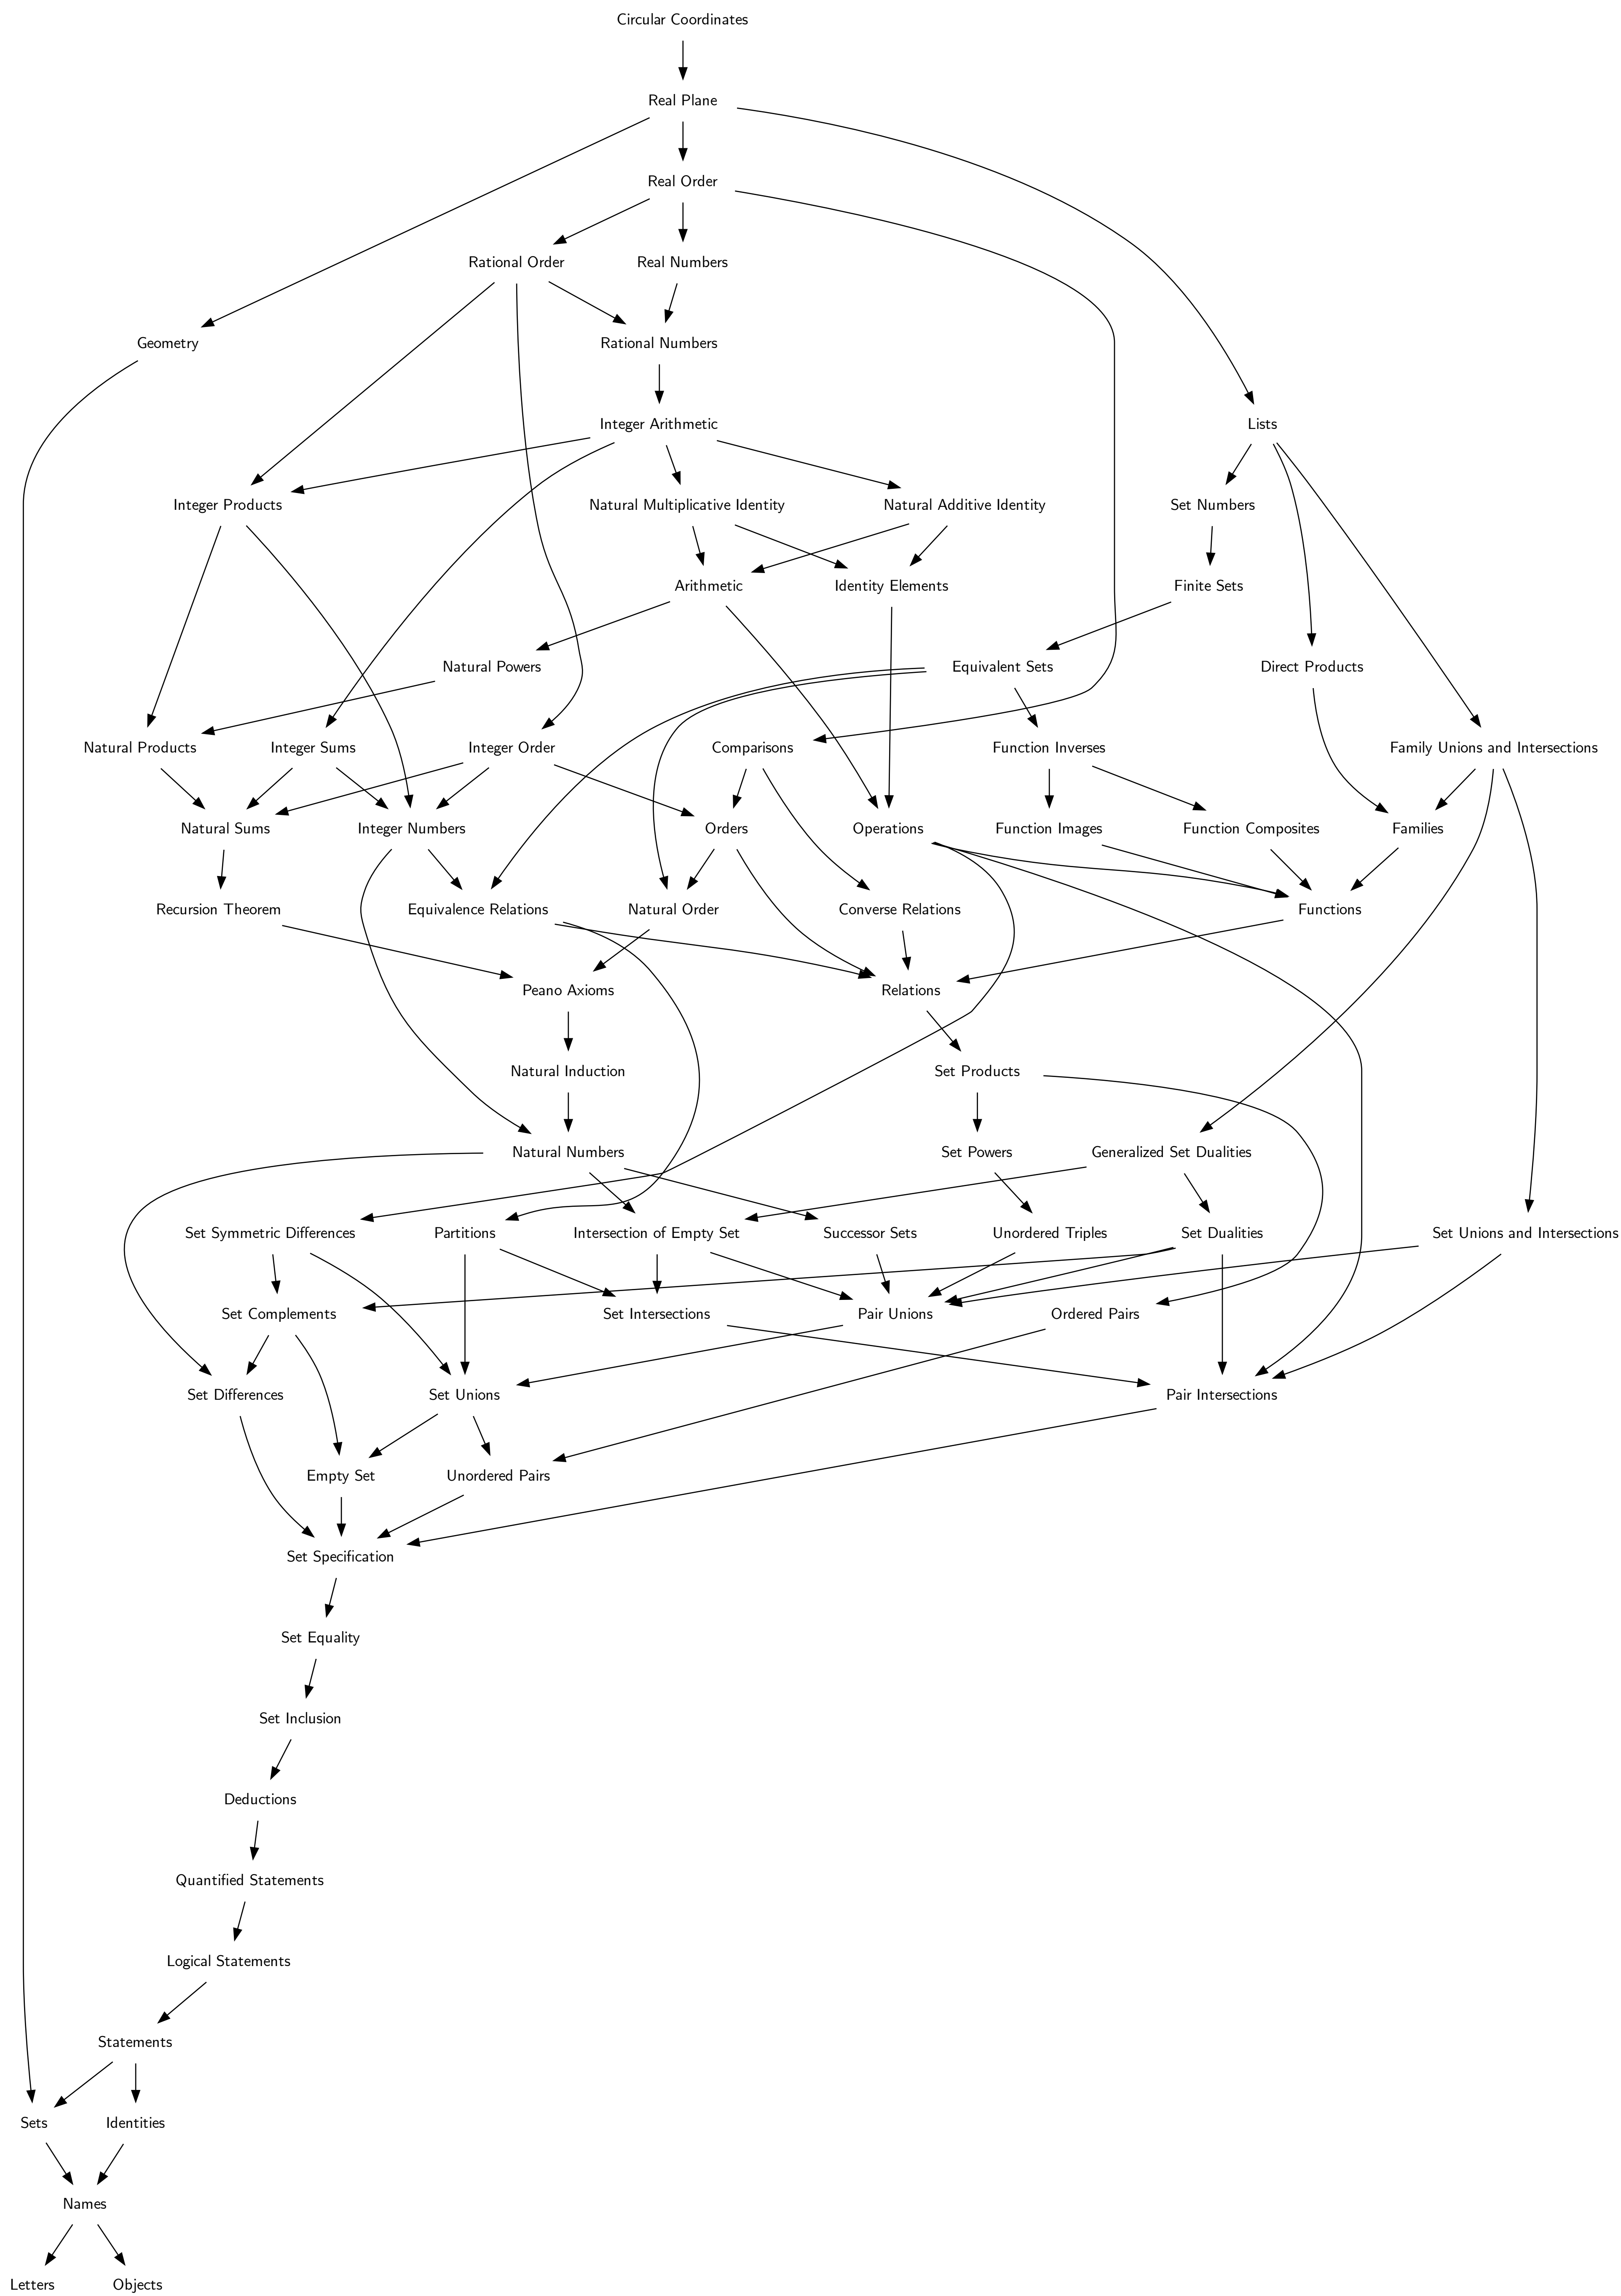 Circular Coordinates
Real Plane
Real Order
Rational Order
Real Numbers
Geometry
Rational Numbers
Integer Arithmetic
Lists
Integer Products
Natural Multiplicative Identity
Natural Additive Identity
Set Numbers
Arithmetic
Identity Elements
Finite Sets
Natural Powers
Equivalent Sets
Direct Products
Natural Products
Integer Sums
Integer Order
Comparisons
Function Inverses
Family Unions and Intersections
Natural Sums
Integer Numbers
Orders
Operations
Function Images
Function Composites
Families
Recursion Theorem
Equivalence Relations
Natural Order
Converse Relations
Functions
Peano Axioms
Relations
Natural Induction
Set Products
Natural Numbers
Set Powers
Generalized Set Dualities
Set Symmetric Differences
Partitions
Intersection of Empty Set
Successor Sets
Unordered Triples
Set Dualities
Set Unions and Intersections
Set Complements
Set Intersections
Pair Unions
Ordered Pairs
Set Differences
Set Unions
Pair Intersections
Empty Set
Unordered Pairs
Set Specification
Set Equality
Set Inclusion
Deductions
Quantified Statements
Logical Statements
Statements
Sets
Identities
Names
Letters
Objects